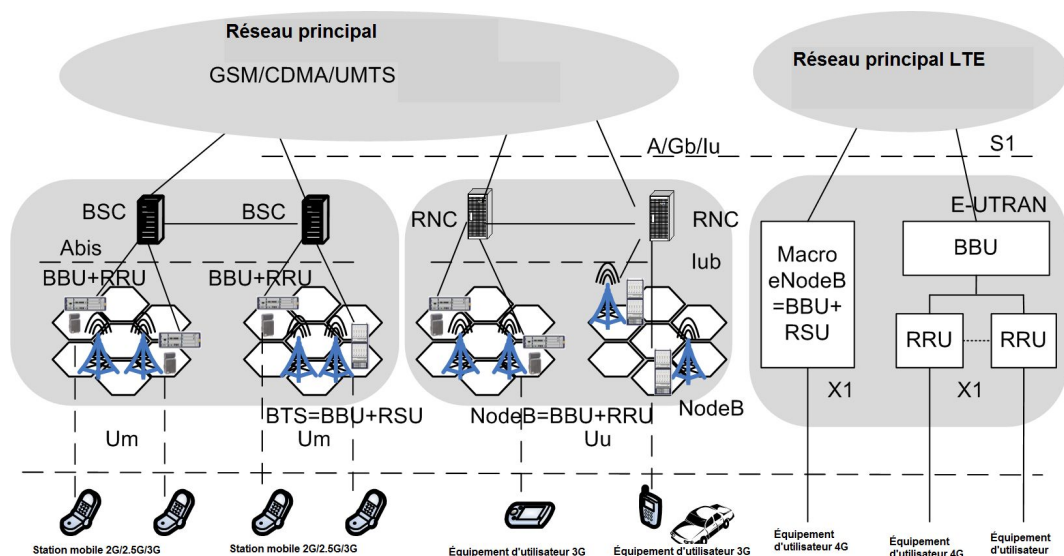 Réseau principal
GSM/CDMA/UMTS
Réseau principal LTE
A/Gb/Iu
S1
BSC
BSC
RNC
RNC
E-UTRAN
Abis
Iub
BBU+RRU
BBU+RRU
Macro
eNodeB
=BBU+
RSU
BBU
RRU
RRU
X1
X1
BTS=BBU+RSU
NodeB=BBU+RRU
NodeB
Um
Um
Uu
Station mobile 2G/2.5G/3G
Station mobile 2G/2.5G/3G
Équipement d'utilisateur 3G
Équipement d'utilisateur 3G
Équipement
d'utilisateur 4G
Équipement
d'utilisateur 4G
Équipement
d'utilisateur